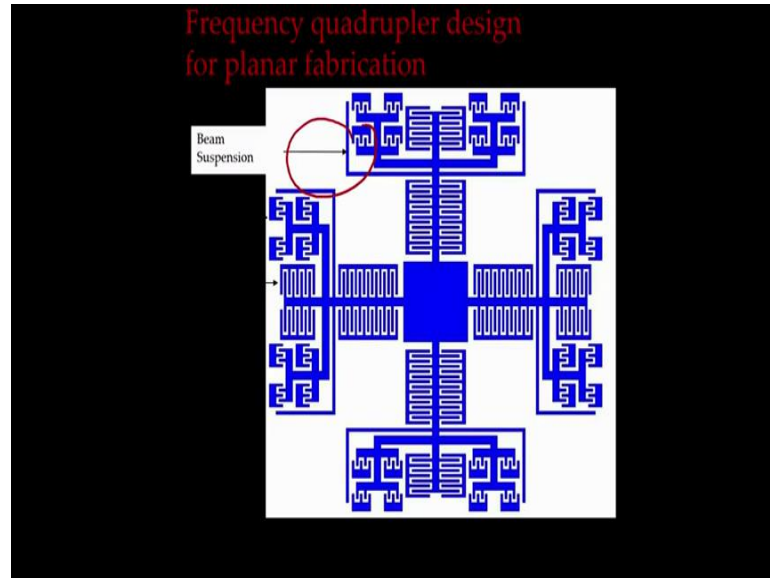 Frequency quadrupler design
for planar fabrication
Beam
Suspension